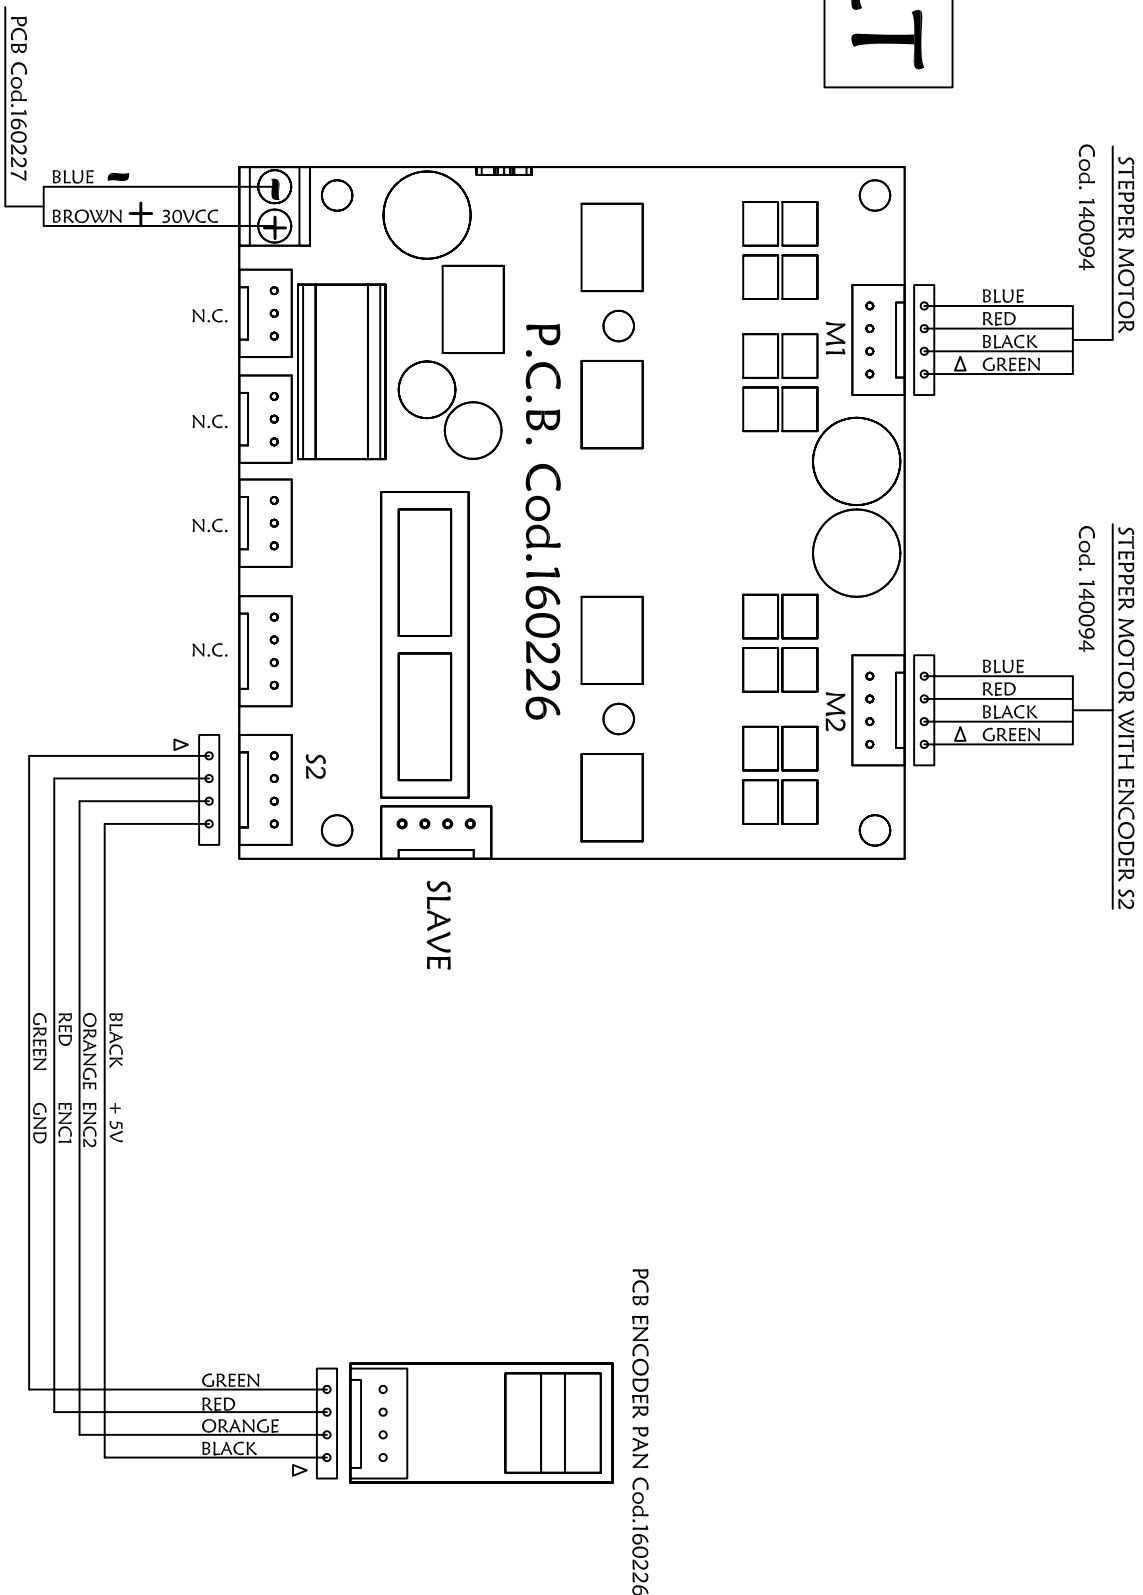 STEPPER MOTOR
Cod. 140094
BLUE
RED
BLACK
GREEN
M1
STEPPER MOTOR WITH ENCODER S2
Cod. 140094
BLUE
RED
BLACK
GREEN
M2
PCB Cod.160227
BLUE -
BROWN + 30VCC
-
+
N.C.
N.C.
N.C.
N.C.
S2
P.C.B. Cod.160226
SLAVE
BLACK + 5V
ORANGE ENC2
RED ENC1
GREEN GND
GREEN
RED
ORANGE
BLACK
PCB ENCODER PAN Cod.160226